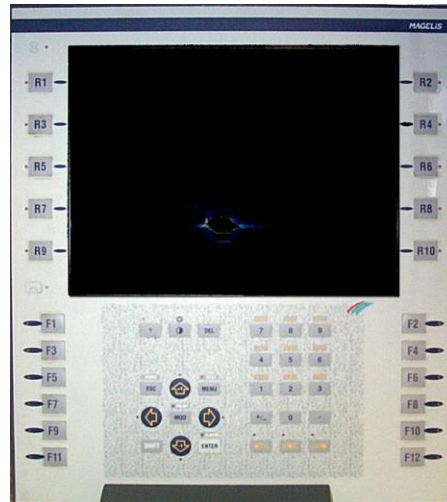 MAGELIS
R1 R2
R3 R4
R5 R6
R7 R8
R9 R10
F1 DEL 7 8 9 F2
F3 4 5 6 F4
F5 ESC MENU 1 2 3 F6
F7 MOD +/- 0 . F8
F9 F10
F11 SHIFT ENTER F12